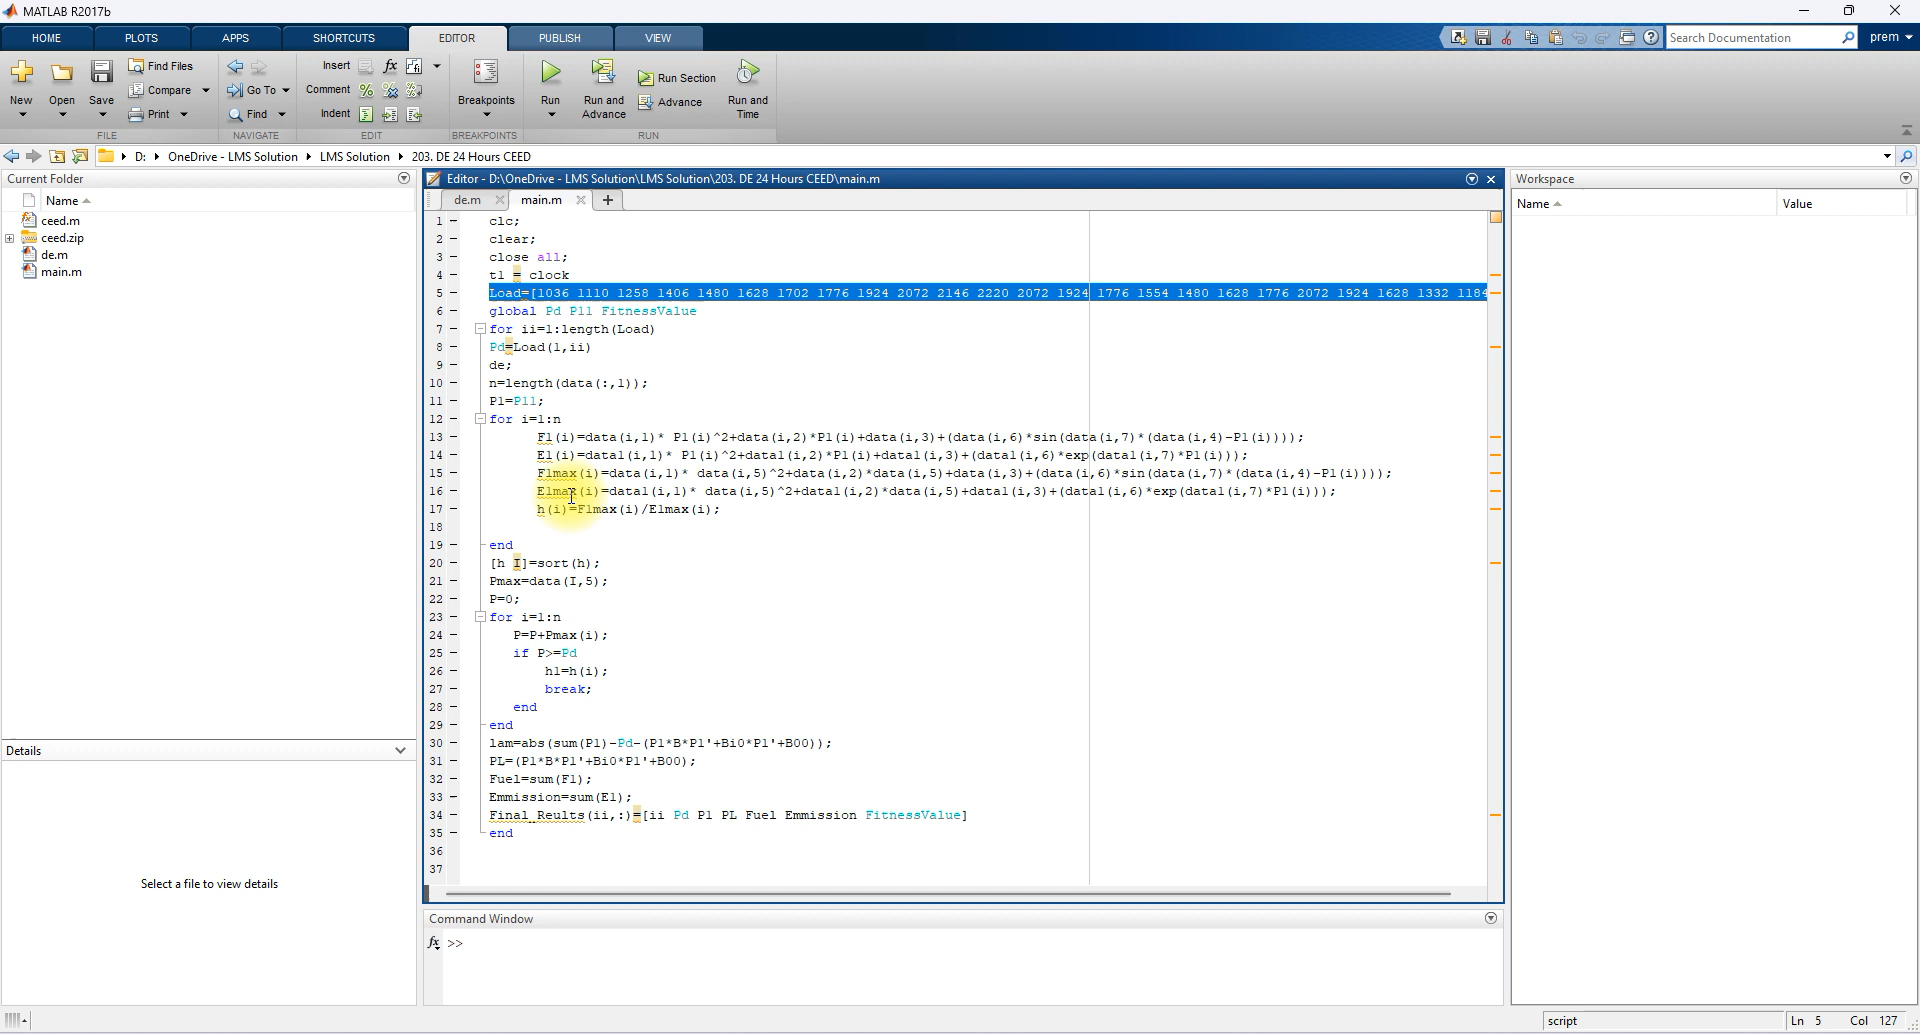 MATLAB R2017b
HOME PLOTS APPS SHORTCUTS EDITOR PUBLISH VIEW Search Documentation prem
New Open Save Find Files Compare Print
Go To Find
Insert fx
Comment
Indent
Breakpoints Run Run and Advance Run Section Advance Run and Time
FILE NAVIGATE EDIT BREAKPOINTS RUN
D: OneDrive - LMS Solution LMS Solution 203. DE 24 Hours CEED
Current Folder
Name
ceed.m
ceed.zip
de.m
main.m
Details
Select a file to view details
Editor - D:\OneDrive - LMS Solution\LMS Solution\203. DE 24 Hours CEED\main.m
de.m main.m
1 clc;
2 clear;
3 close all;
4 t1 = clock
5 Load=[1036 1110 1258 1406 1480 1628 1702 1776 1924 2072 2146 2220 2072 1924 1776 1554 1480 1628 1776 2072 1924 1628 1332 1184
6 global Pd P11 FitnessValue
7 for ii=1:length(Load)
8 Pd=Load(1,ii)
9 de;
10 n=length(data(:,1));
11 P1=P11;
12 for i=1:n
13 F1(i)=data(i,1)* P1(i)^2+data(i,2)*P1(i)+data(i,3)+(data(i,6)*sin(data(i,7)*(data(i,4)-P1(i))));
14 E1(i)=data1(i,1)* P1(i)^2+data1(i,2)*P1(i)+data1(i,3)+(data1(i,6)*exp(data1(i,7)*P1(i)));
15 F1max(i)=data(i,1)* data(i,5)^2+data(i,2)*data(i,5)+data(i,3)+(data(i,6)*sin(data(i,7)*(data(i,4)-P1(i))));
16 E1max(i)=data1(i,1)* data(i,5)^2+data1(i,2)*data(i,5)+data1(i,3)+(data1(i,6)*exp(data1(i,7)*P1(i)));
17 h(i)=F1max(i)/E1max(i);
18
19 end
20 [h I]=sort(h);
21 Pmax=data(I,5);
22 P=0;
23 for i=1:n
24 P=P+Pmax(i);
25 if P>=Pd
26 h1=h(i);
27 break;
28 end
29 end
30 lam=abs(sum(P1)-Pd-(P1*B*P1'+Bi0*P1'+B00));
31 PL=(P1*B*P1'+Bi0*P1'+B00);
32 Fuel=sum(F1);
33 Emmission=sum(E1);
34 Final_Reults(ii,:)=[ii Pd P1 PL Fuel Emmission FitnessValue]
35 end
36
37
Command Window
fx >>
Workspace
Name Value
script Ln 5 Col 127